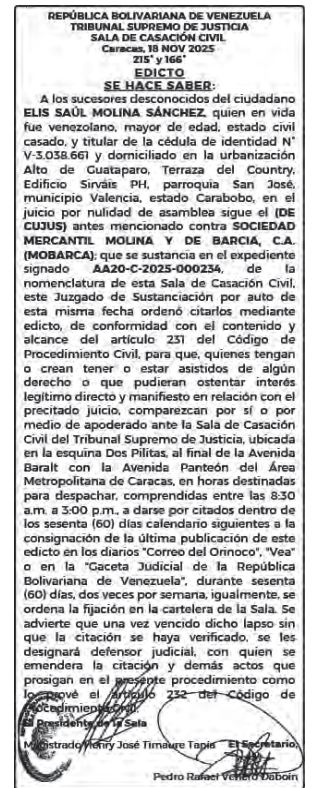 REPÚBLICA BOLIVARIANA DE VENEZUELA
TRIBUNAL SUPREMO DE JUSTICIA
SALA DE CASACIÓN CIVIL
Caracas, 18 NOV 2025
215° y 166°
EDICTO
SE HACE SABER:
A los sucesores desconocidos del ciudadano
ELIS SAÚL MOLINA SÁNCHEZ, quien en vida
fue venezolano, mayor de edad, estado civil
casado, y titular de la cédula de identidad N°
V-3.038.661 y domiciliado en la urbanización
Alto de Guataparo, Terraza del Country,
Edificio Sirváis PH, parroquia San José,
municipio Valencia, estado Carabobo, en el
juicio por nulidad de asamblea sigue el (DE
CUJUS) antes mencionado contra SOCIEDAD
MERCANTIL MOLINA Y DE BARCIA, C.A.
(MOBARCA); que se sustancia en el expediente
signado AA20-C-2025-000234, de la
nomenclatura de esta Sala de Casación Civil,
este Juzgado de Sustanciación por auto de
esta misma fecha ordenó citarlos mediante
edicto, de conformidad con el contenido y
alcance del artículo 231 del Código de
Procedimiento Civil, para que, quienes tengan
o crean tener o estar asistidos de algún
derecho o que pudieran ostentar interés
legítimo directo y manifiesto en relación con el
precitado juicio, comparezcan por sí o por
medio de apoderado ante la Sala de Casación
Civil del Tribunal Supremo de Justicia, ubicada
en la esquina Dos Pilitas, al final de la Avenida
Baralt con la Avenida Panteón del Área
Metropolitana de Caracas, en horas destinadas
para despachar, comprendidas entre las 8:30
a.m. a 3:00 p.m., a darse por citados dentro de
los sesenta (60) días calendario siguientes a la
consignación de la última publicación de este
edicto en los diarios "Correo del Orinoco", "Vea"
o en la "Gaceta Judicial de la República
Bolivariana de Venezuela", durante sesenta
(60) días, dos veces por semana, igualmente, se
ordena la fijación en la cartelera de la Sala. Se
advierte que una vez vencido dicho lapso sin
que la citación se haya verificado, se les
designará defensor judicial, con quien se
emendera la citación y demás actos que
prosigan en el presente procedimiento como
lo prevé el artículo 232 del Código de
Procedimiento Civil.
El Presidente de la Sala
Magistrado Henry José Timaure Tapia El Secretario,
Pedro Rafael Venero Daboin